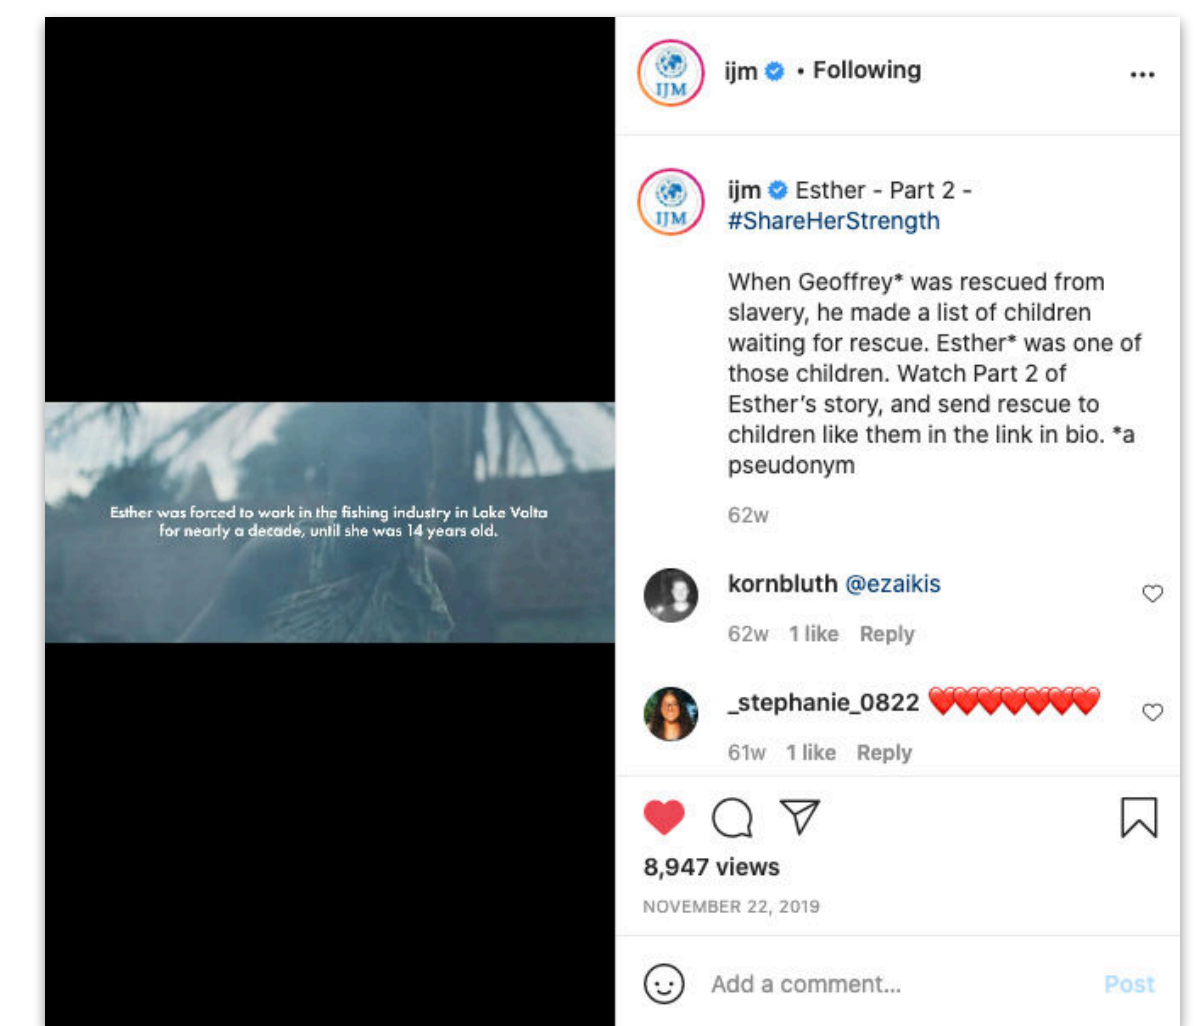 Esther was forced to work in the fishing industry in Lake Volta
for nearly a decade, until she was 14 years old.
IJM
ijm • Following
IJM
ijm Esther - Part 2 -
#ShareHerStrength
When Geoffrey* was rescued from
slavery, he made a list of children
waiting for rescue. Esther* was one of
those children. Watch Part 2 of
Esther's story, and send rescue to
children like them in the link in bio. *a
pseudonym
62w
kornbluth @ezaikis
62w 1 like Reply
_stephanie_0822 ❤️❤️❤️❤️❤️❤️❤️
61w 1 like Reply
8,947 views
NOVEMBER 22, 2019
Add a comment...
Post